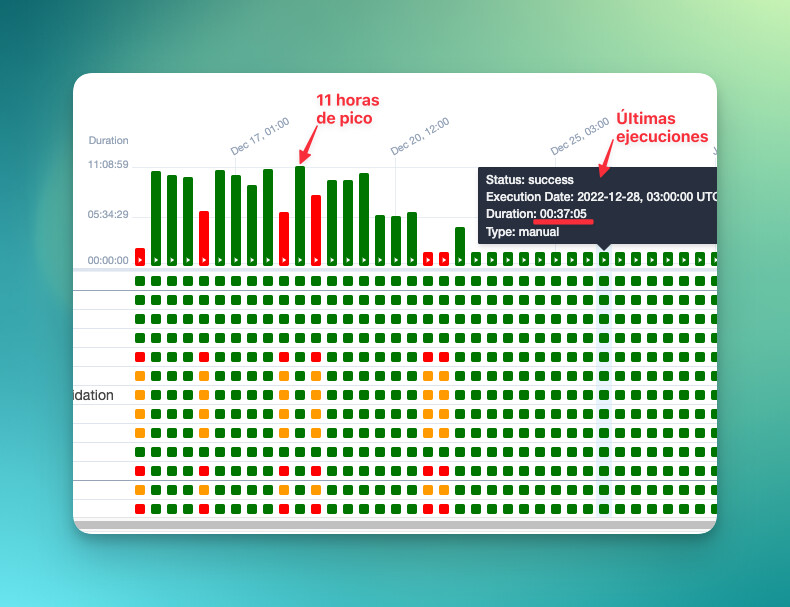 11 horas
de pico
Últimas
ejecuciones
Dec 17, 01:00
Dec 20, 12:00
Dec 25, 03:00
Duration
11:08:59
05:34:29
00:00:00
Status: success
Execution Date: 2022-12-28, 03:00:00 UTC
Duration: 00:37:05
Type: manual
idation